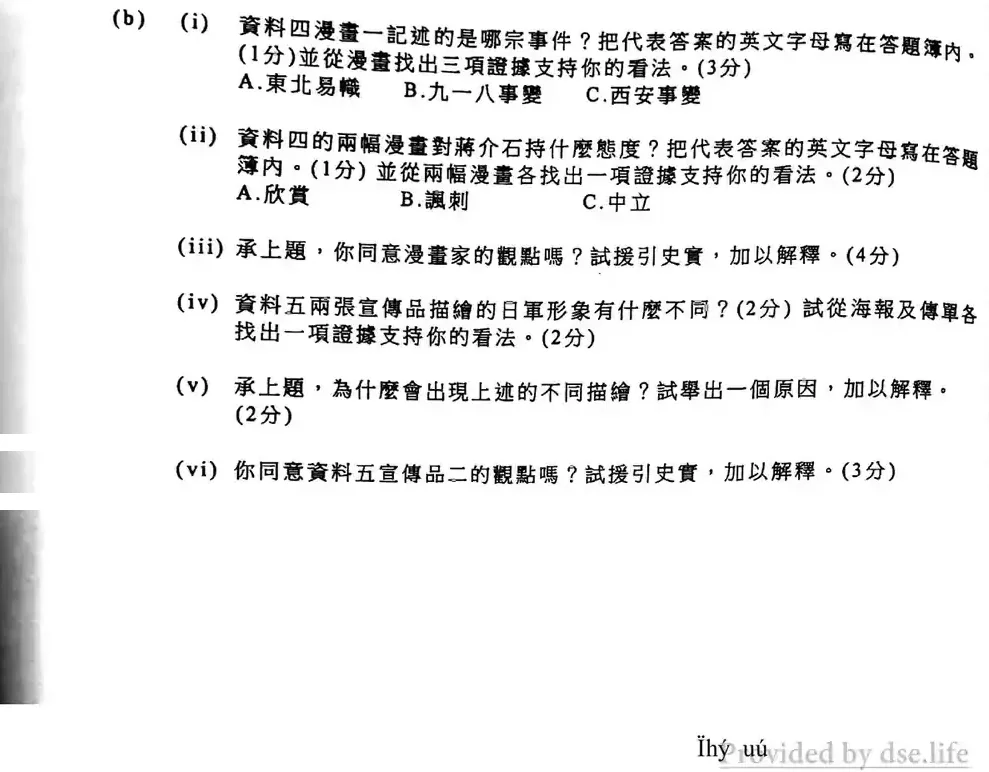 (b) (i) 資料四漫畫一記述的是哪宗事件？把代表答案的英文字母寫在答題簿內。
(1分)並從漫畫找出三項證據支持你的看法。(3分)
A.東北易幟 B.九一八事變 C.西安事變
(ii) 資料四的兩幅漫畫對蔣介石持什麼態度？把代表答案的英文字母寫在答題
簿內。(1分) 並從兩幅漫畫各找出一項證據支持你的看法。(2分)
A.欣賞 B.諷刺 C.中立
(iii) 承上題，你同意漫畫家的觀點嗎？試援引史實，加以解釋。(4分)
(iv) 資料五兩張宣傳品描繪的日軍形象有什麼不同？(2分) 試從海報及傳單各
找出一項證據支持你的看法。(2分)
(v) 承上題，為什麼會出現上述的不同描繪？試舉出一個原因，加以解釋。
(2分)
(vi) 你同意資料五宣傳品二的觀點嗎？試援引史實，加以解釋。(3分)
Ïhý uú
Provided by dse.life